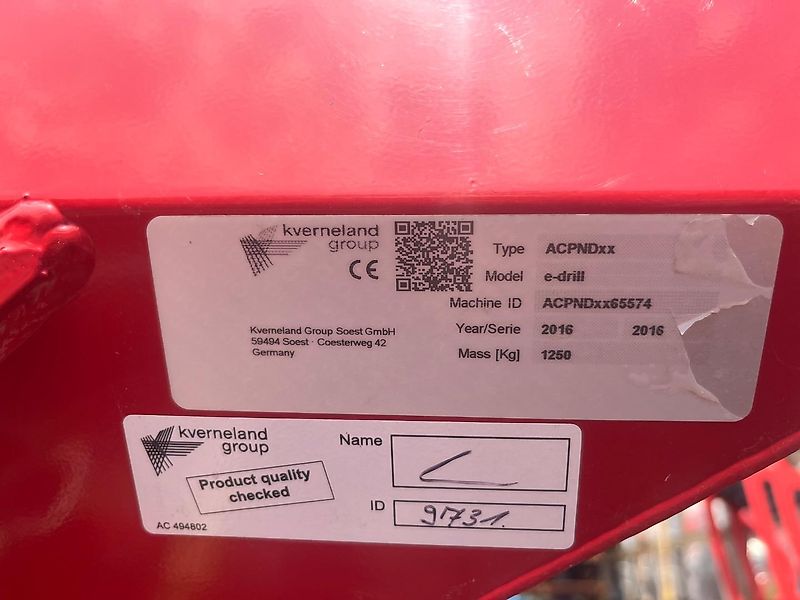 kverneland
group
CE
Type ACPNDxx
Model e-drill
Machine ID ACPNDxx65574
Year/Serie 2016 2016
Mass [Kg] 1250
Kverneland Group Soest GmbH
59494 Soest · Coesterweg 42
Germany
kverneland
group
Product quality
checked
AC 494802
Name
ID 91731.